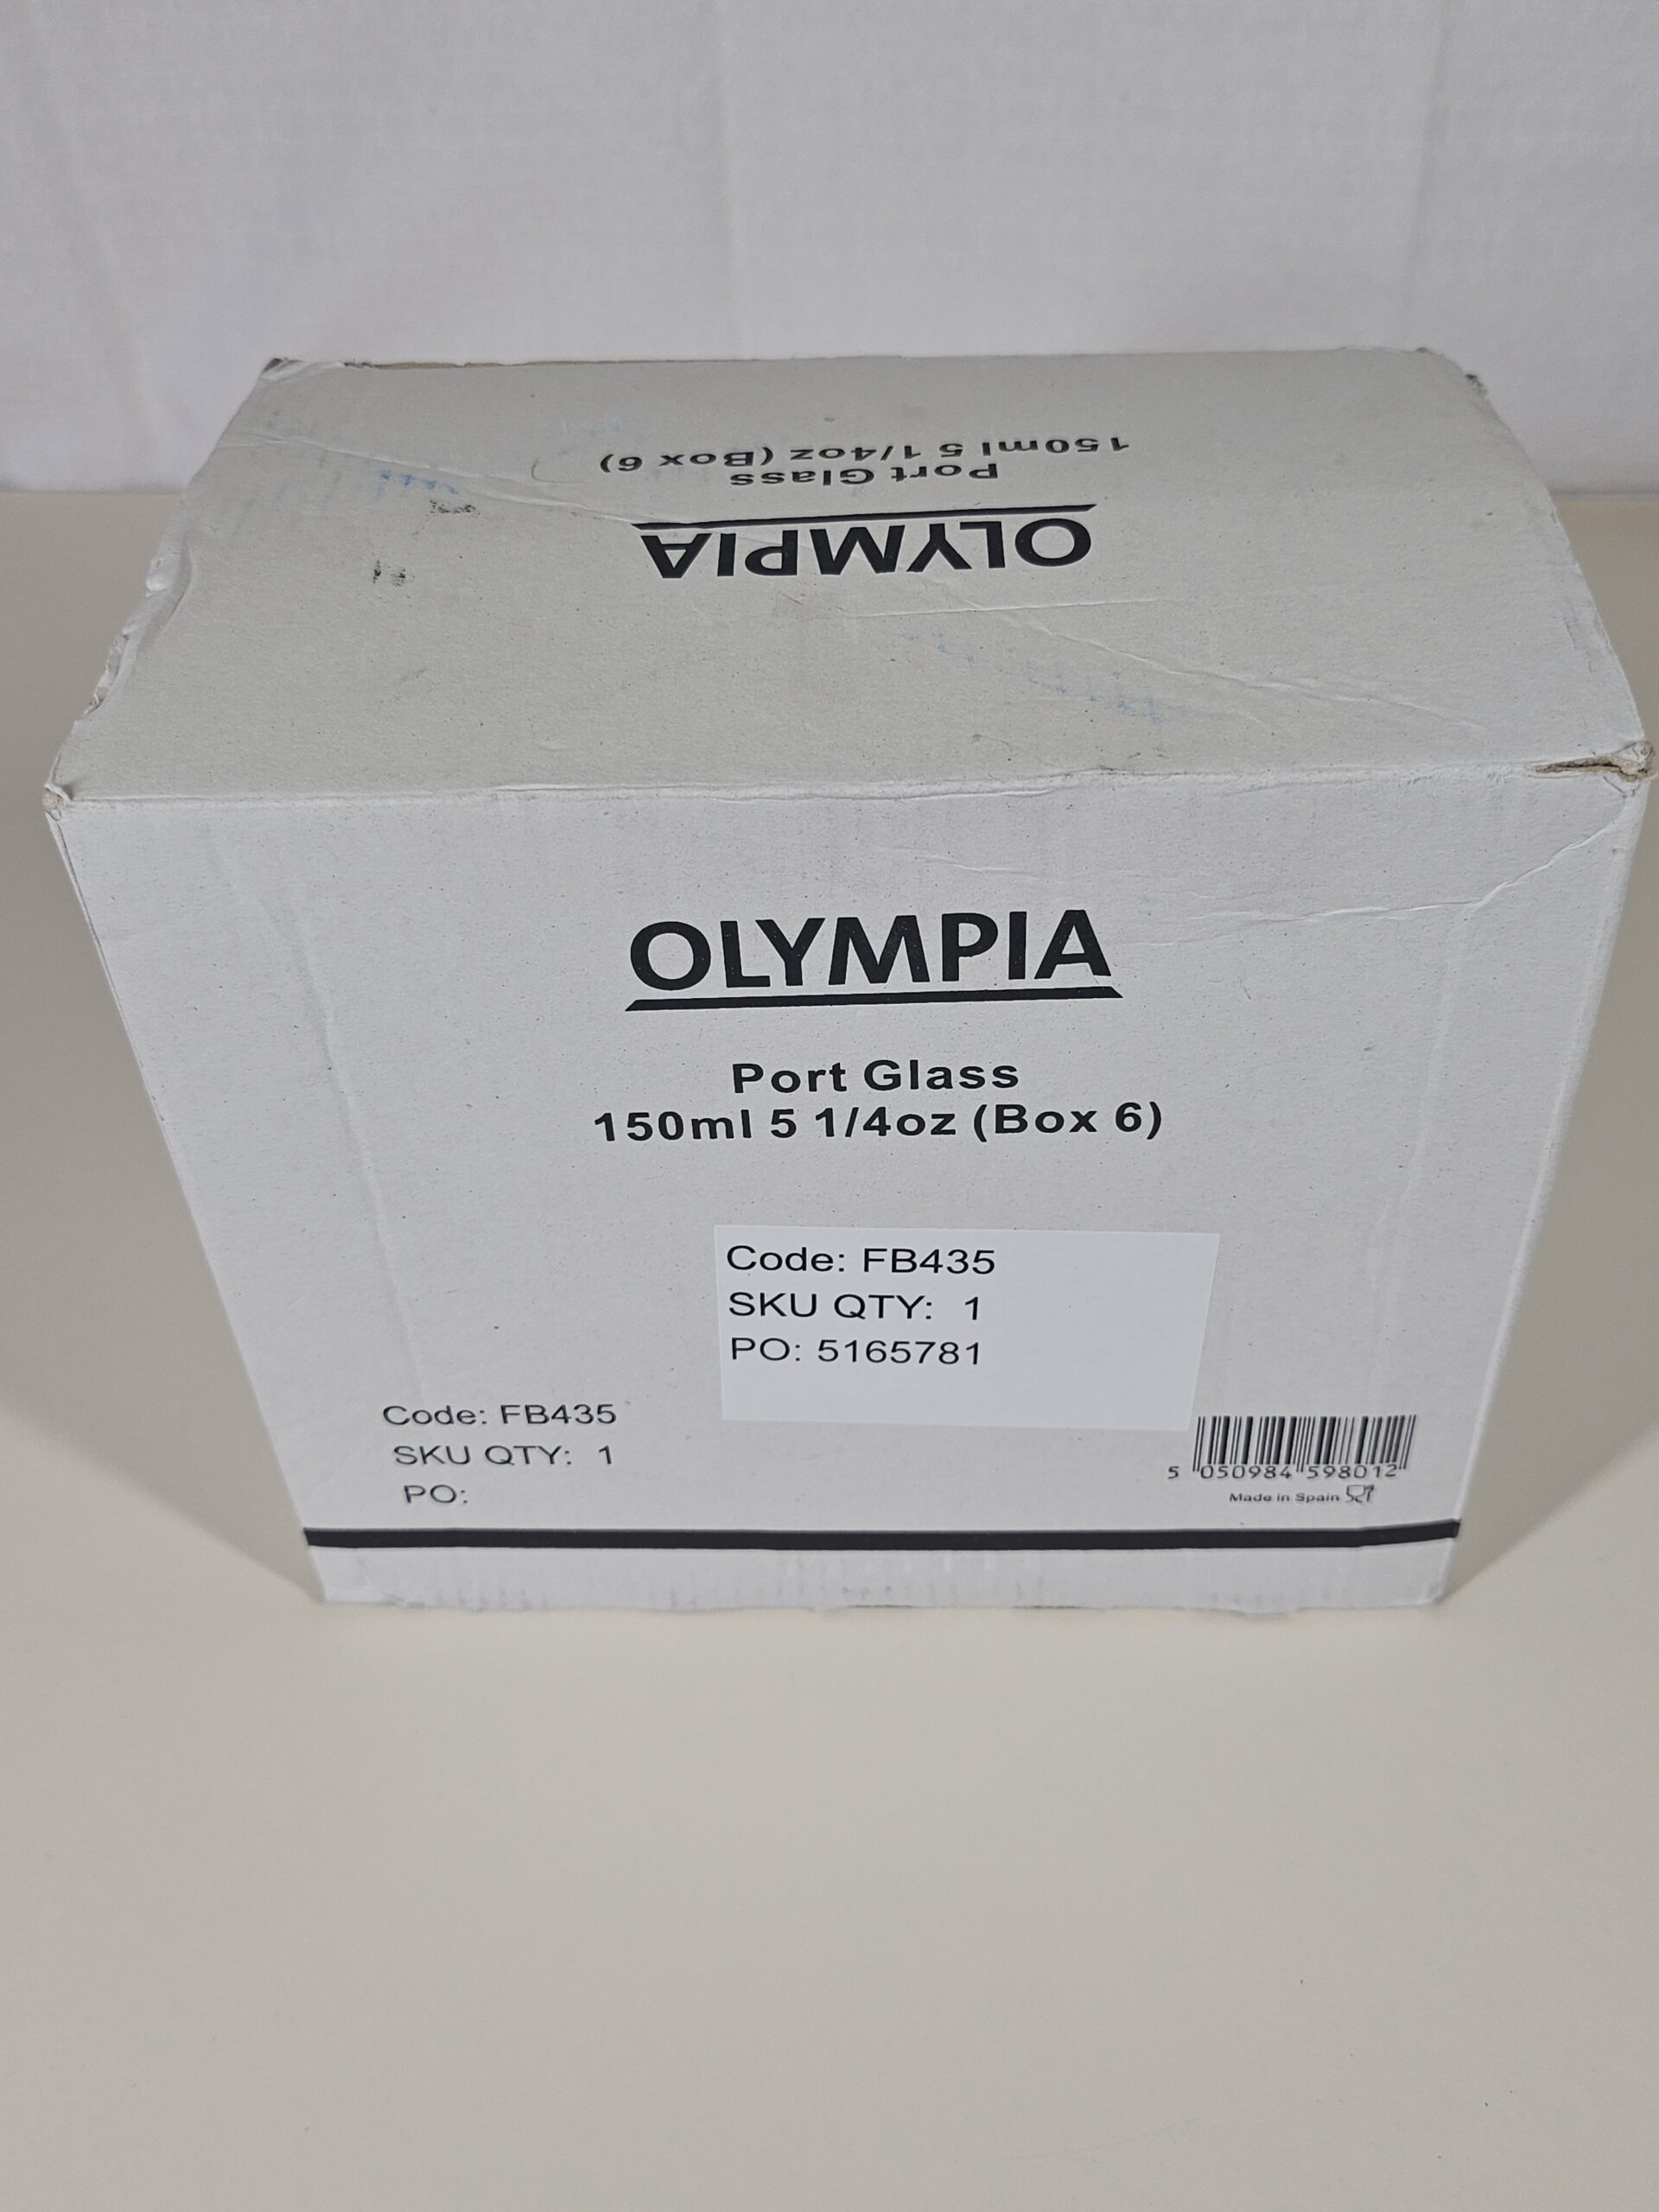 150ml 5 1/4oz (Box 6)
Port Glass
OLYMPIA
OLYMPIA
Port Glass
150ml 5 1/4oz (Box 6)
Code: FB435
SKU QTY: 1
PO: 5165781
Code: FB435
SKU QTY: 1
PO:
5 050984 598012
Made in Spain